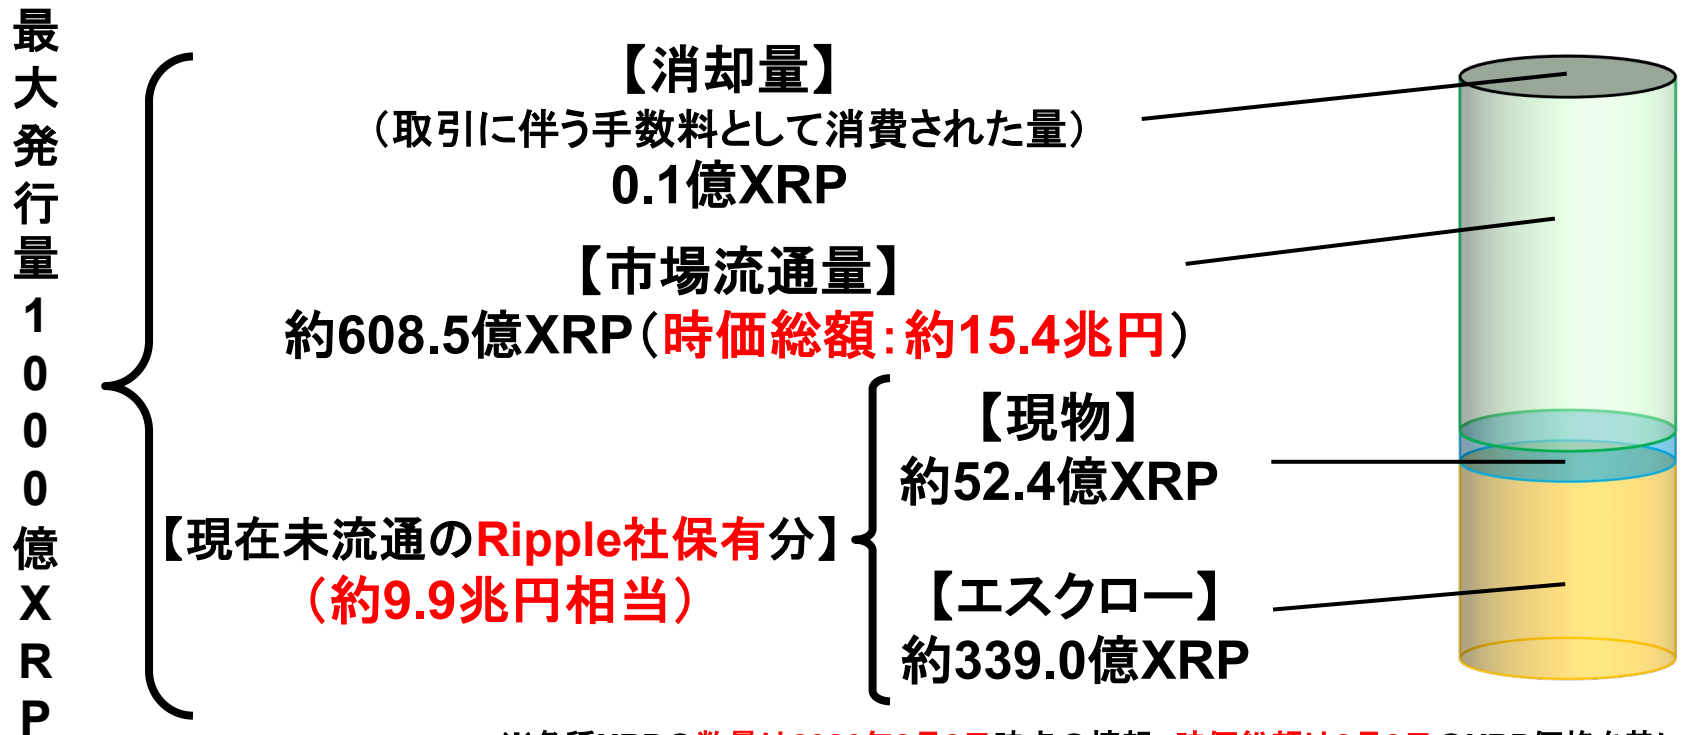 最大発行量1000億XRP
【消却量】
（取引に伴う手数料として消費された量）
0.1億XRP
【市場流通量】
約608.5億XRP（時価総額：約15.4兆円）
【現在未流通のRipple社保有分】
（約9.9兆円相当）
【現物】
約52.4億XRP
【エスクロー】
約339.0億XRP